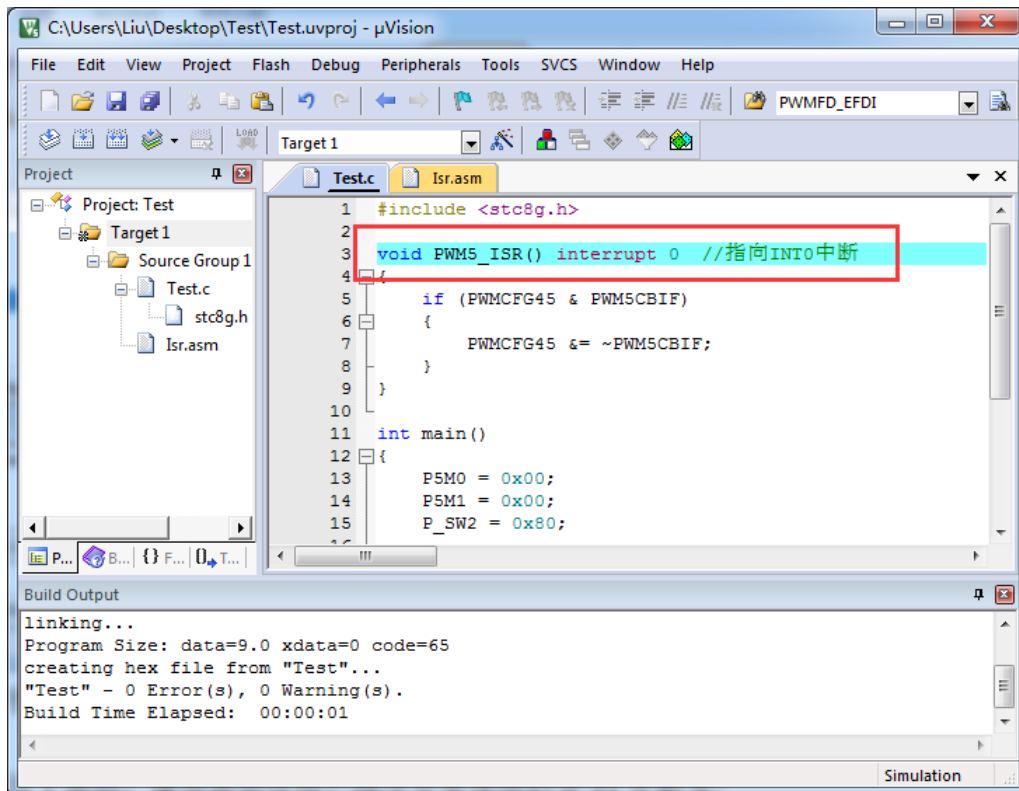 C:\Users\Liu\Desktop\Test\Test.uvproj - µVision
File Edit View Project Flash Debug Peripherals Tools SVCS Window Help
PWMFD_EFDI
LOAD Target 1
Project
Test.c Isr.asm
Project: Test
Target 1
Source Group 1
Test.c
stc8g.h
Isr.asm
1 #include <stc8g.h>
2
3 void PWM5_ISR() interrupt 0 //指向INT0中断
4 {
5 if (PWMCFG45 & PWM5CBIF)
6 {
7 PWMCFG45 &= ~PWM5CBIF;
8 }
9 }
10
11 int main()
12 {
13 P5M0 = 0x00;
14 P5M1 = 0x00;
15 P_SW2 = 0x80;
P... B... {} F... 0 T...
Build Output
linking...
Program Size: data=9.0 xdata=0 code=65
creating hex file from "Test"...
"Test" - 0 Error(s), 0 Warning(s).
Build Time Elapsed: 00:00:01
Simulation